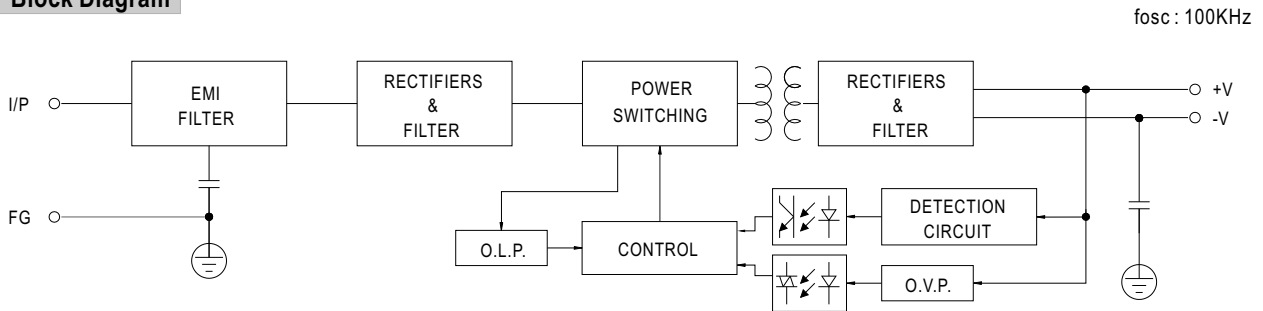 Block Diagram
fosc : 100KHz
I/P
EMI
FILTER
RECTIFIERS
&
FILTER
POWER
SWITCHING
RECTIFIERS
&
FILTER
+V
-V
FG
O.L.P.
CONTROL
DETECTION
CIRCUIT
O.V.P.